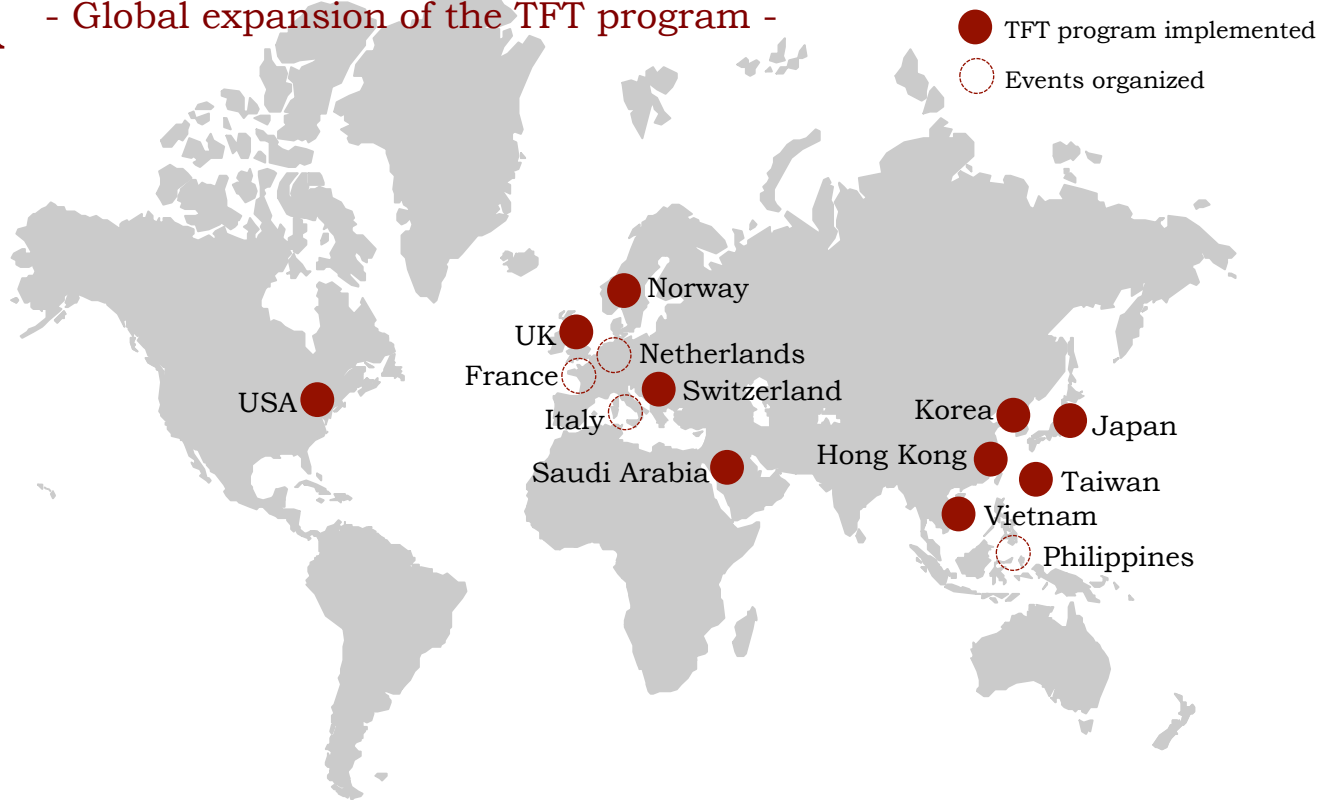 - Global expansion of the TFT program -
TFT program implemented
Events organized
Norway
UK
Netherlands
France
Switzerland
USA
Italy
Korea
Japan
Hong Kong
Saudi Arabia
Taiwan
Vietnam
Philippines